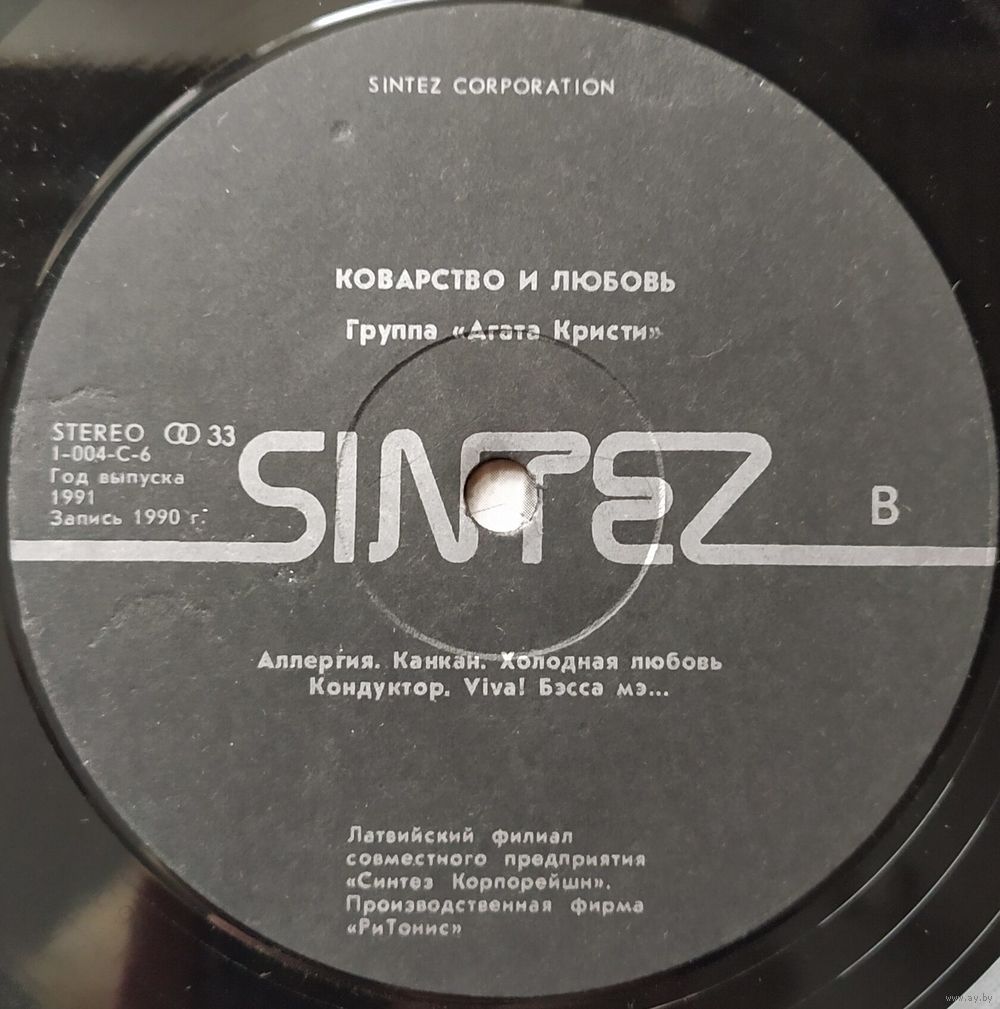 SINTEZ CORPORATION
КОВАРСТВО И ЛЮБОВЬ
Группа «Агата Кристи»
STEREO 33
1-004-С-6
Год выпуска
1991
Запись 1990 г.
SINTEZ
B
Аллергия. Канкан. Холодная любовь
Кондуктор. Viva! Бэсса мэ...
Латвийский филиал
совместного предприятия
«Синтез Корпорейшн».
Производственная фирма
«РиТонис»
www.ay.by